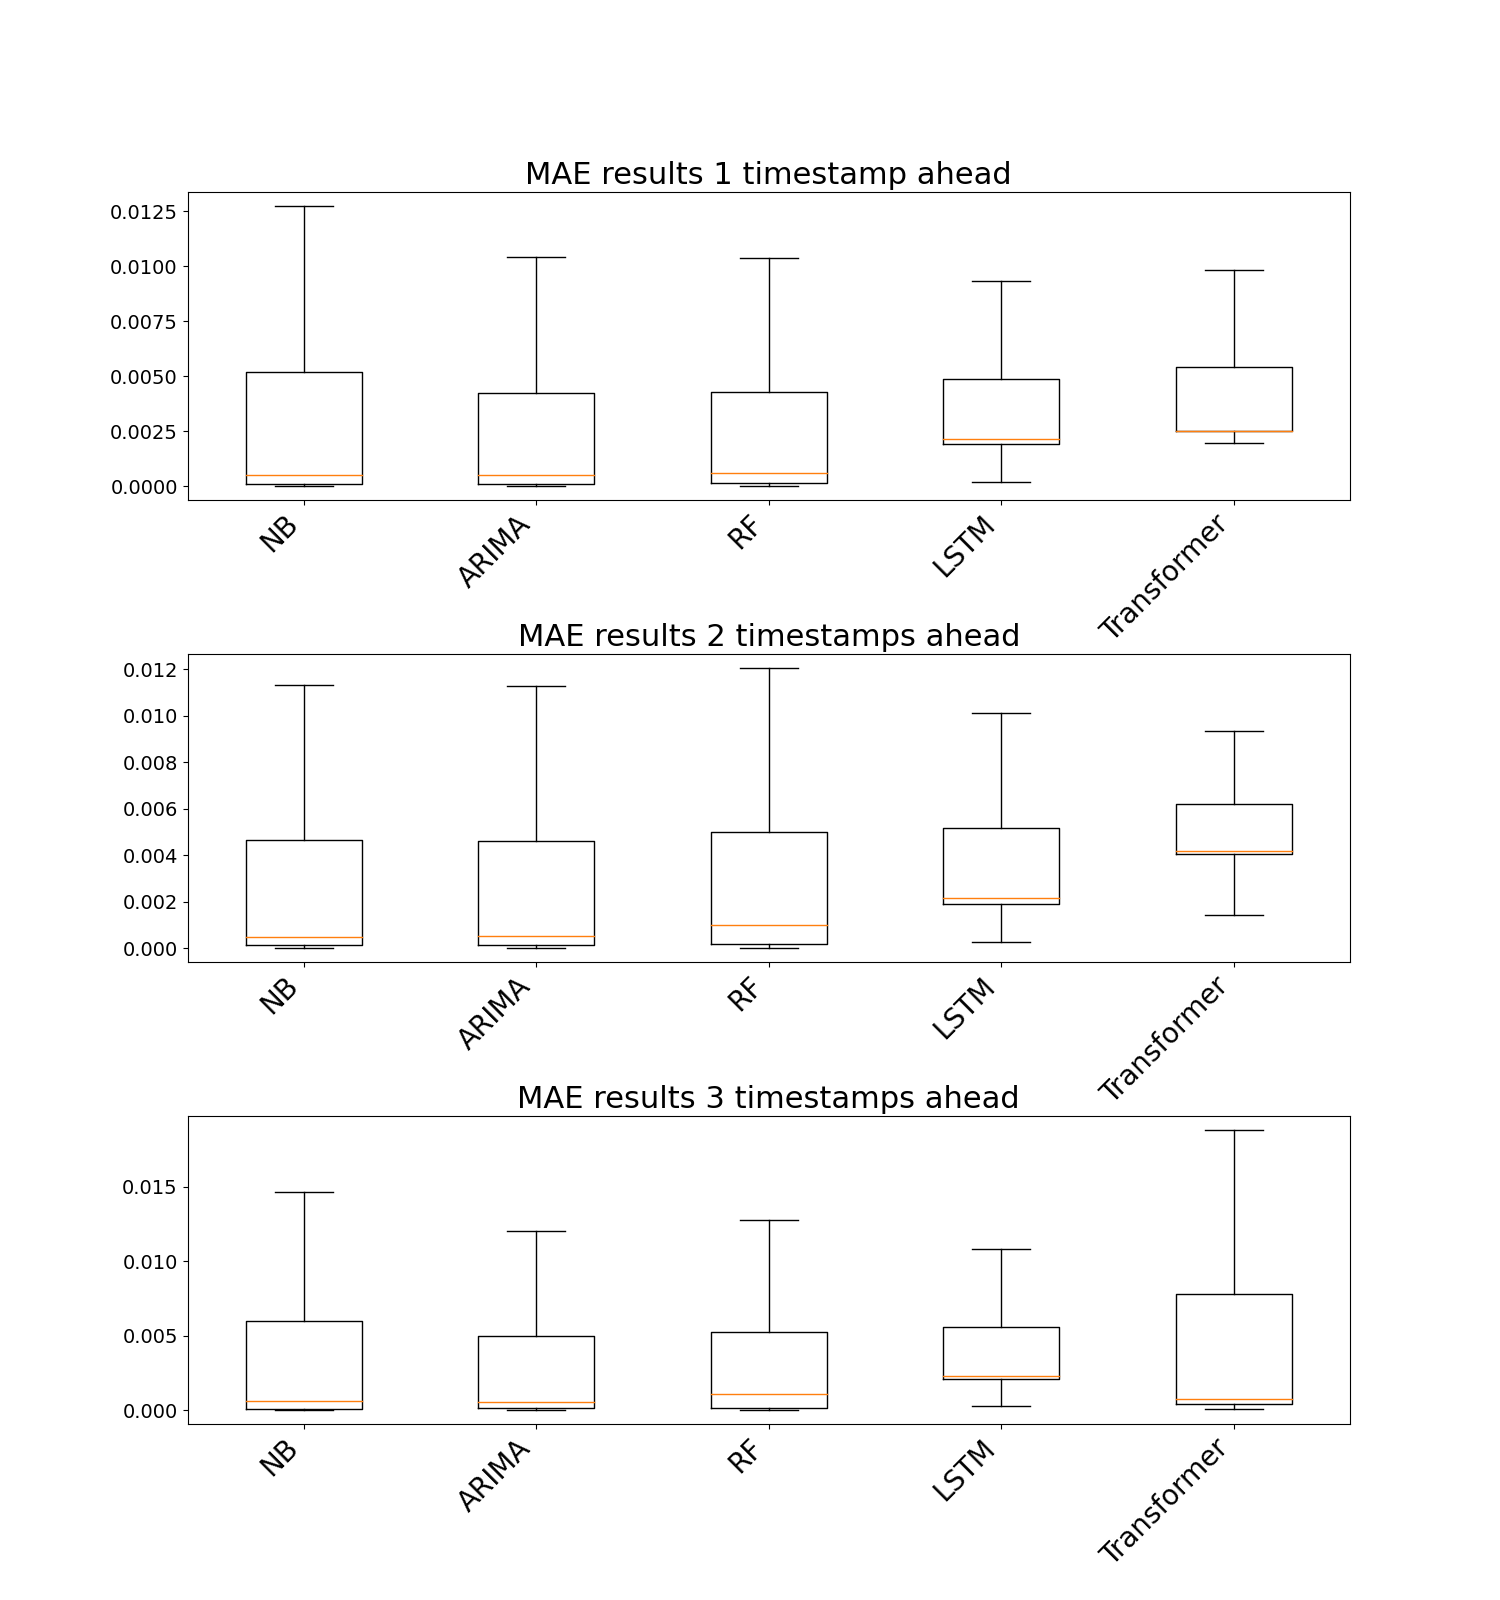 MAE results 1 timestamp ahead
0.0125
0.0100
0.0075
0.0050
0.0025
0.0000
NB
ARIMA
RF
LSTM
Transformer
MAE results 2 timestamps ahead
0.012
0.010
0.008
0.006
0.004
0.002
0.000
NB
ARIMA
RF
LSTM
Transformer
MAE results 3 timestamps ahead
0.015
0.010
0.005
0.000
NB
ARIMA
RF
LSTM
Transformer